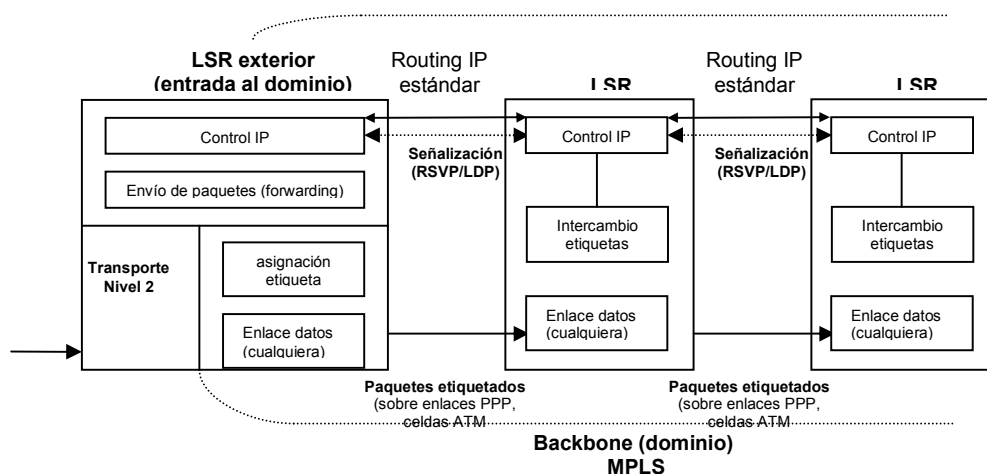 LSR exterior
(entrada al dominio)
Routing IP
estándar
LSR
Routing IP
estándar
LSR
Control IP
Envío de paquetes (forwarding)
Transporte
Nivel 2
asignación
etiqueta
Enlace datos
(cualquiera)
Señalización
(RSVP/LDP)
Control IP
Intercambio
etiquetas
Enlace datos
(cualquiera)
Señalización
(RSVP/LDP)
Control IP
Intercambio
etiquetas
Enlace datos
(cualquiera)
Paquetes etiquetados
(sobre enlaces PPP,
celdas ATM
Paquetes etiquetados
(sobre enlaces PPP,
celdas ATM
Backbone (dominio)
MPLS